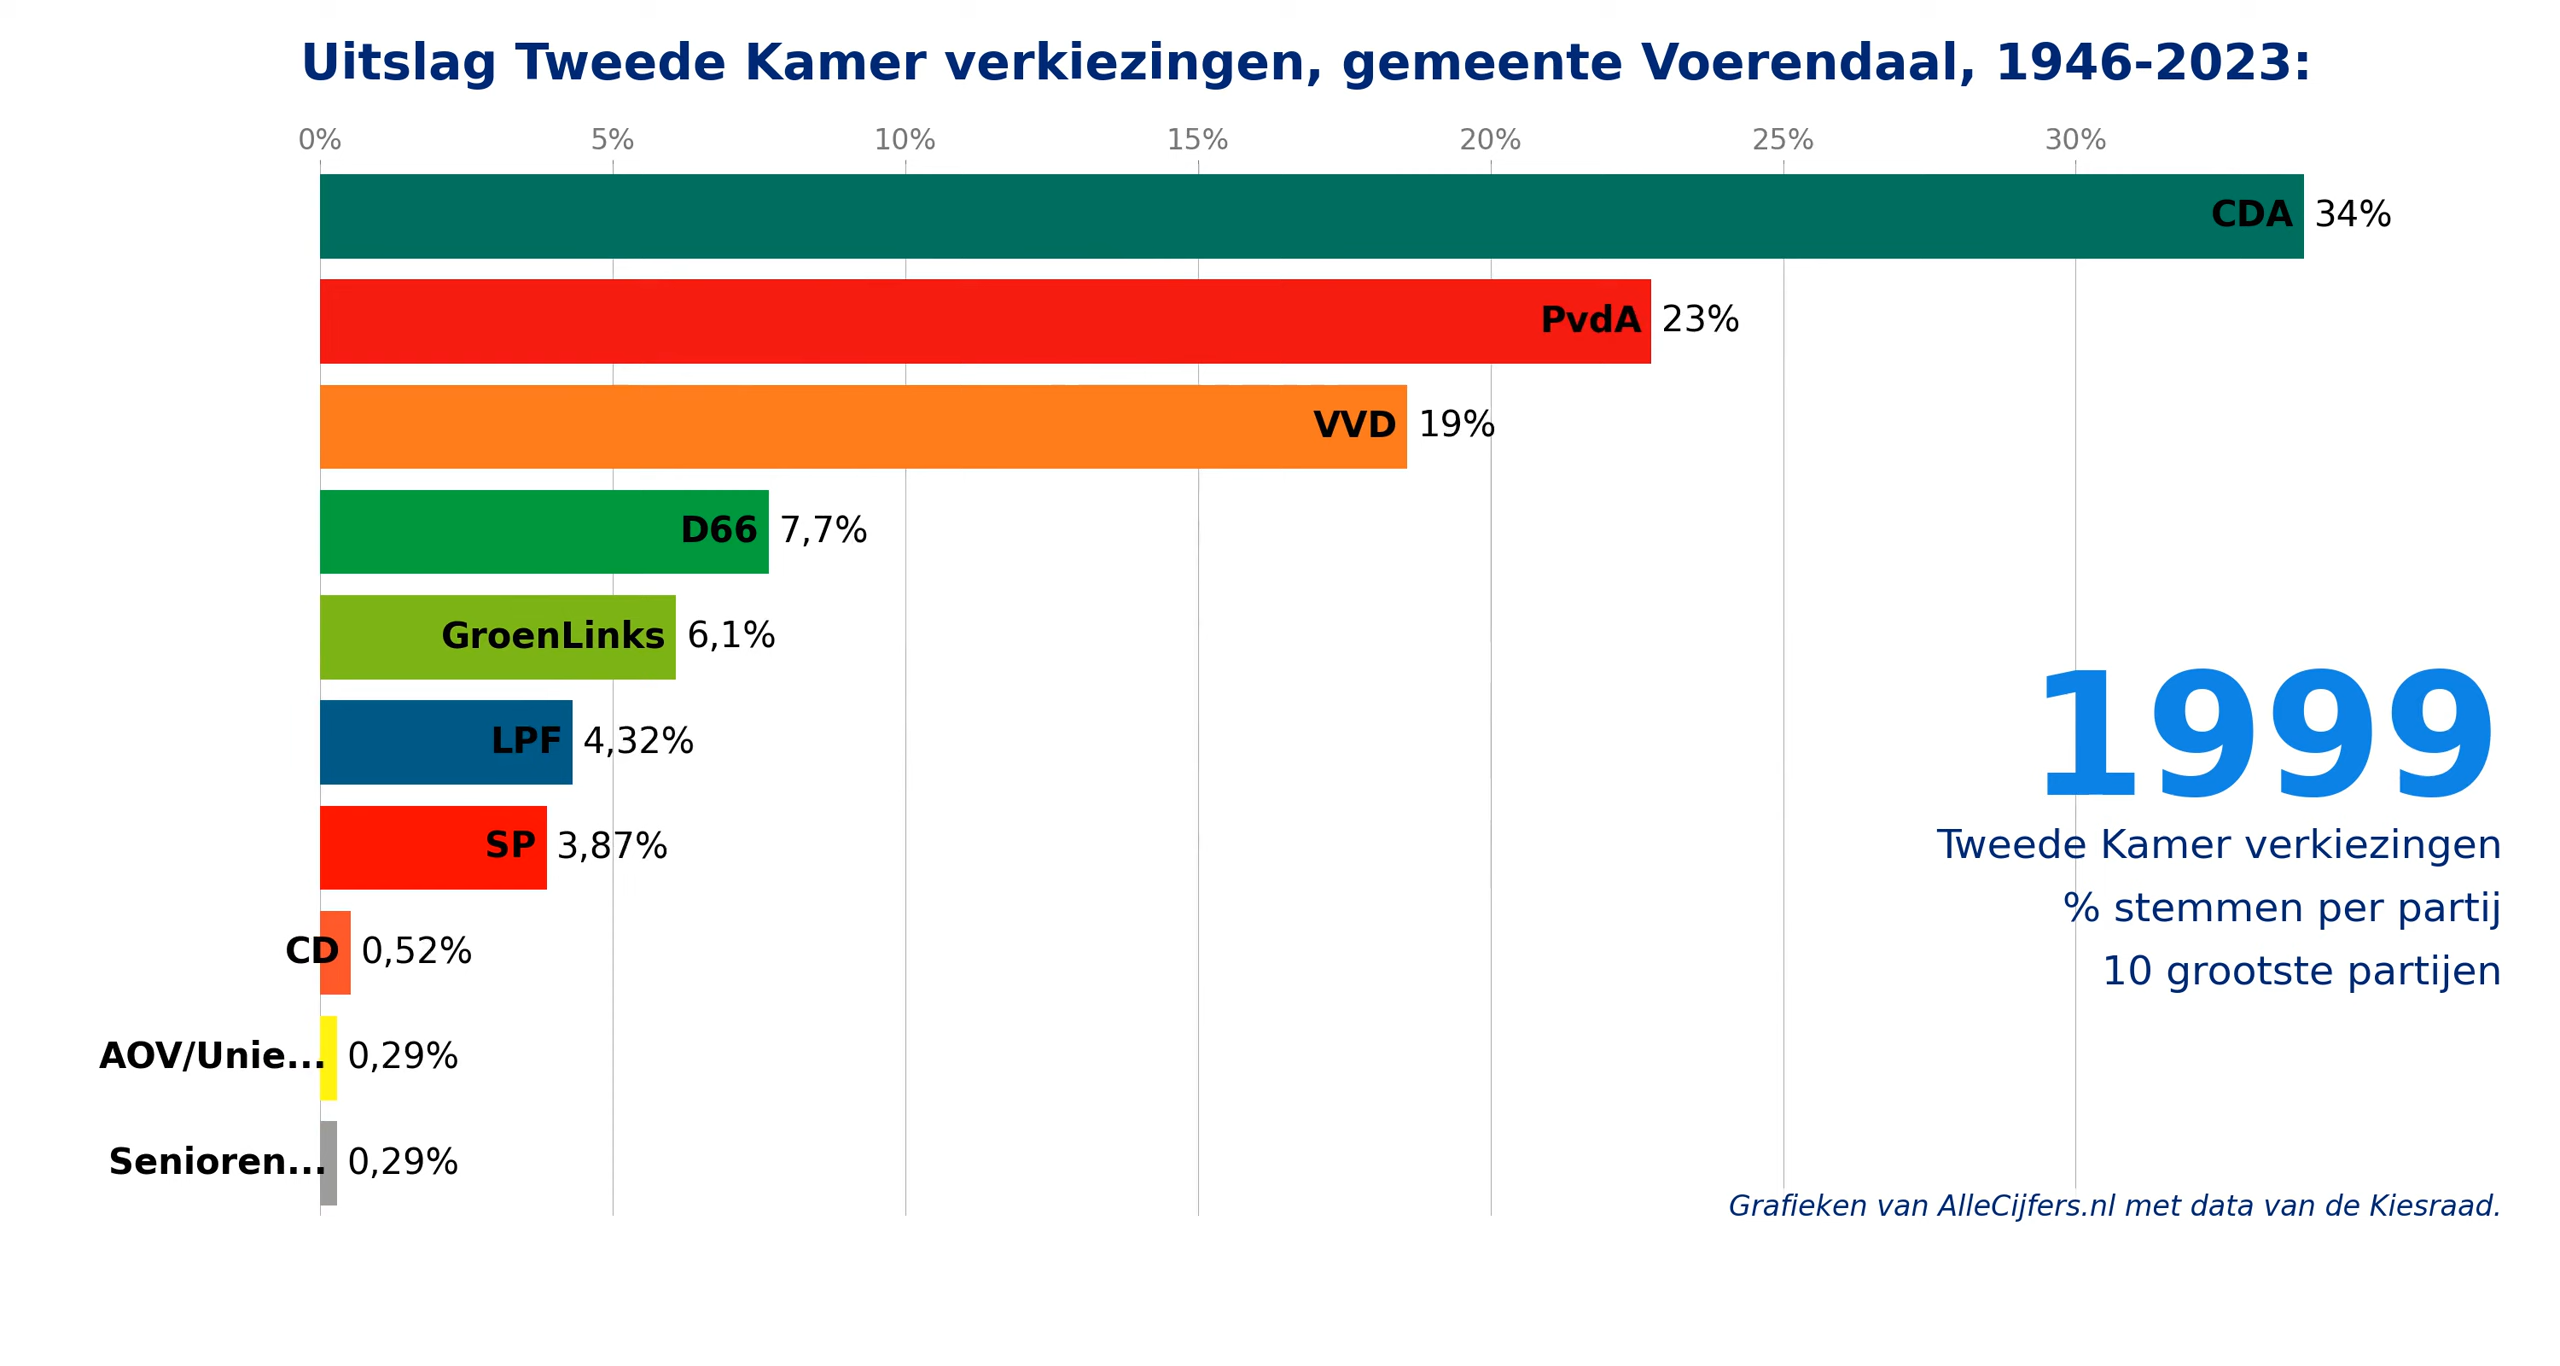 Uitslag Tweede Kamer verkiezingen, gemeente Voerendaal, 1946-2023:
0% 5% 10% 15% 20% 25% 30%
CDA 34%
PvdA 23%
VVD 19%
D66 7,7%
GroenLinks 6,1%
LPF 4,32%
SP 3,87%
CD 0,52%
AOV/Unie... 0,29%
Senioren... 0,29%
1999
Tweede Kamer verkiezingen
% stemmen per partij
10 grootste partijen
Grafieken van AlleCijfers.nl met data van de Kiesraad.